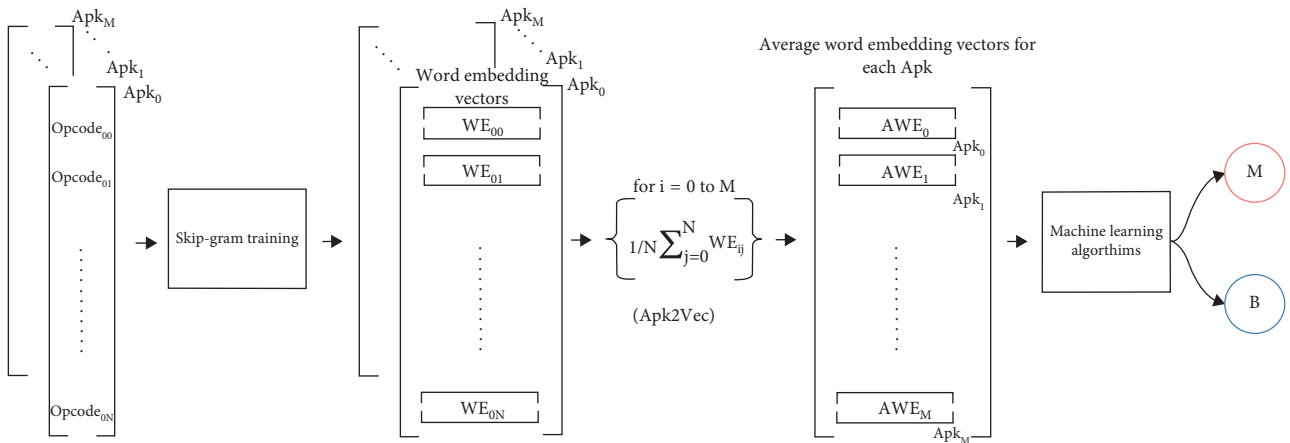 Apk_M
Apk_1
Apk_0
Opcode_00
Opcode_01
Opcode_0N
Skip-gram training
Apk_M
Apk_1
Apk_0
Word embedding
vectors
WE_00
WE_01
WE_0N
for i = 0 to M
1/N ∑_{j=0}^{N} WE_ij
(Apk2Vec)
Average word embedding vectors for
each Apk
AWE_0
Apk_0
AWE_1
Apk_1
AWE_M
Apk_M
Machine learning
algorthims
M
B